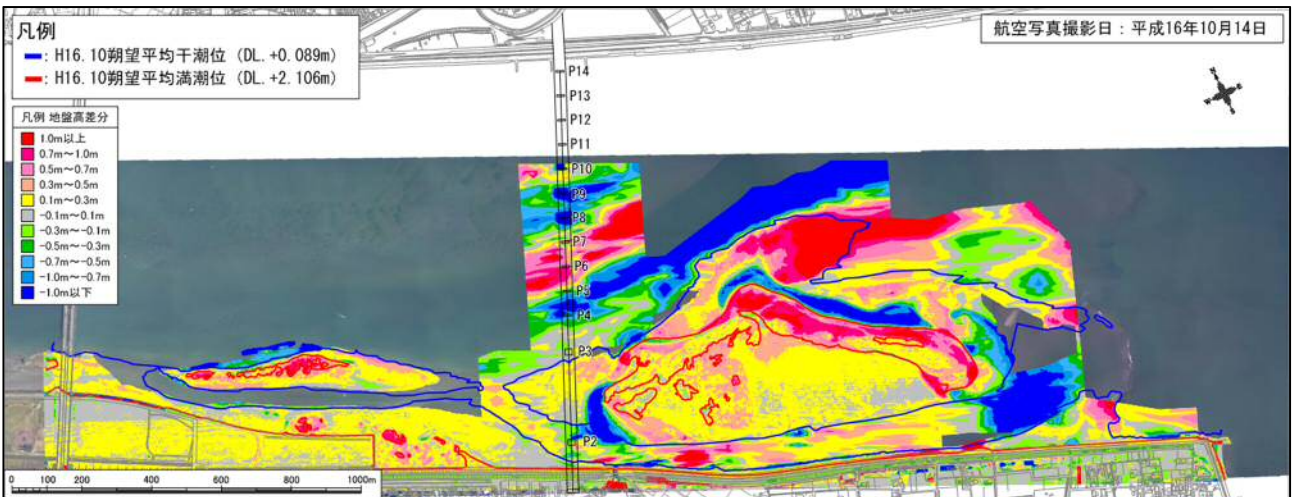 凡例
: H16.10朔望平均干潮位 (DL.+0.089m)
: H16.10朔望平均満潮位 (DL.+2.106m)
航空写真撮影日：平成16年10月14日
凡例 地盤高差分
1.0m以上
0.7m～1.0m
0.5m～0.7m
0.3m～0.5m
0.1m～0.3m
-0.1m～0.1m
-0.3m～-0.1m
-0.5m～-0.3m
-0.7m～-0.5m
-1.0m～-0.7m
-1.0m以下
P14
P13
P12
P11
P10
P9
P8
P7
P6
P5
P4
P3
P2
0 100 200 400 600 800 1000m